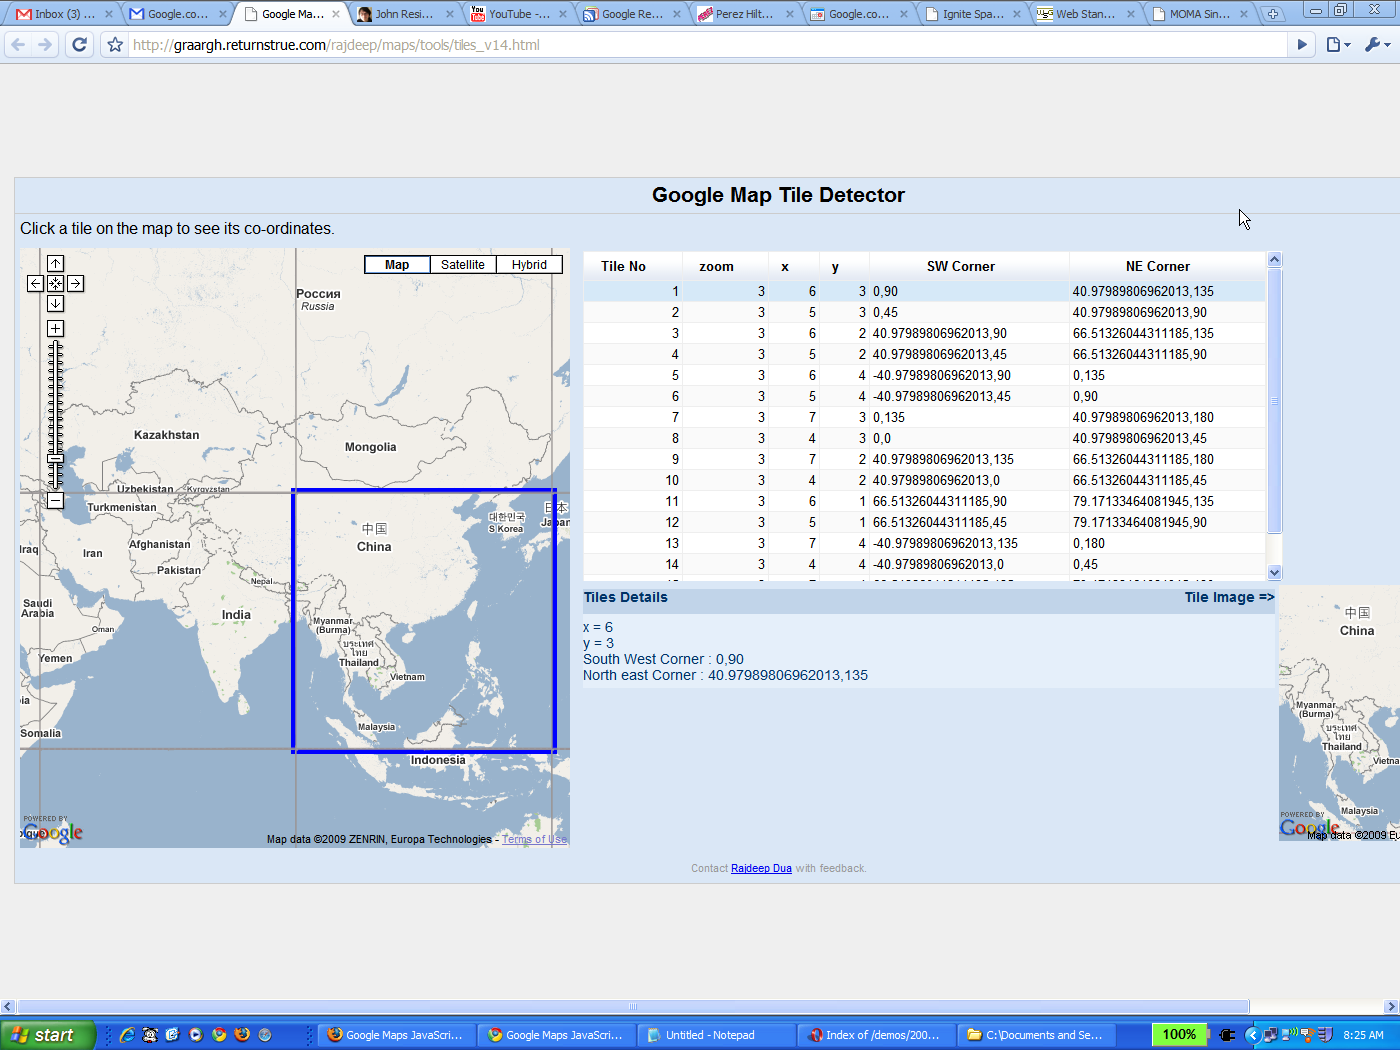 Inbox (3) ...
Google.co...
Google Ma...
John Resi...
YouTube -...
Google Re...
Perez Hilt...
Google.co...
Ignite Spa...
Web Stan...
MOMA Sin...
http://graargh.returnstrue.com/rajdeep/maps/tools/tiles_v14.html
Google Map Tile Detector
Click a tile on the map to see its co-ordinates.
Map Satellite Hybrid
Россия
Russia
Kazakhstan
Mongolia
Uzbekistan
Kyrgyzstan
Turkmenistan
中国
China
대한민국
S Korea
日本
Japan
Iraq
Iran
Afghanistan
Pakistan
Nepal
Saudi
Arabia
Oman
India
Myanmar
(Burma)
ประเทศ
ไทย
Thailand
Vietnam
Yemen
Somalia
Malaysia
Indonesia
POWERED BY
Google
Map data ©2009 ZENRIN, Europa Technologies - Terms of Use
Tile No zoom x y SW Corner NE Corner
1 3 6 3 0,90 40.97989806962013,135
2 3 5 3 0,45 40.97989806962013,90
3 3 6 2 40.97989806962013,90 66.51326044311185,135
4 3 5 2 40.97989806962013,45 66.51326044311185,90
5 3 6 4 -40.97989806962013,90 0,135
6 3 5 4 -40.97989806962013,45 0,90
7 3 7 3 0,135 40.97989806962013,180
8 3 4 3 0,0 40.97989806962013,45
9 3 7 2 40.97989806962013,135 66.51326044311185,180
10 3 4 2 40.97989806962013,0 66.51326044311185,45
11 3 6 1 66.51326044311185,90 79.17133464081945,135
12 3 5 1 66.51326044311185,45 79.17133464081945,90
13 3 7 4 -40.97989806962013,135 0,180
14 3 4 4 -40.97989806962013,0 0,45
Tiles Details Tile Image =>
x = 6
y = 3
South West Corner : 0,90
North east Corner : 40.97989806962013,135
中国
China
Myanmar
(Burma)
ประเทศ
ไทย
Thailand
Vietna
Malaysia
POWERED BY
Google
Map data ©2009 Eu
Contact Rajdeep Dua with feedback.
start
Google Maps JavaScri...
Google Maps JavaScri...
Untitled - Notepad
Index of /demos/200...
C:\Documents and Se...
100%
8:25 AM